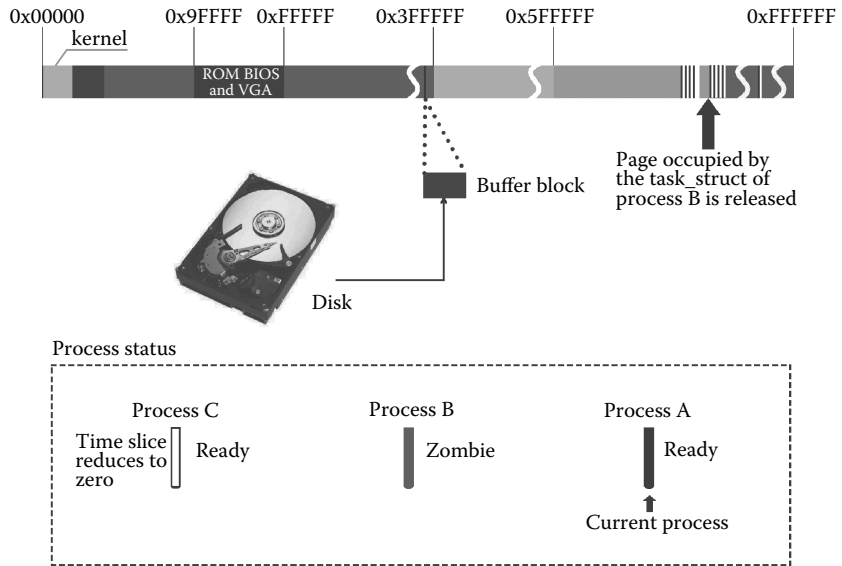 0x00000
0x9FFFF
0xFFFFF
0x3FFFFF
0x5FFFFF
0xFFFFFF
kernel
ROM BIOS
and VGA
Page occupied by
the task_struct of
process B is released
Buffer block
Disk
Process status
Process C
Time slice
reduces to
zero
Ready
Process B
Zombie
Process A
Ready
Current process